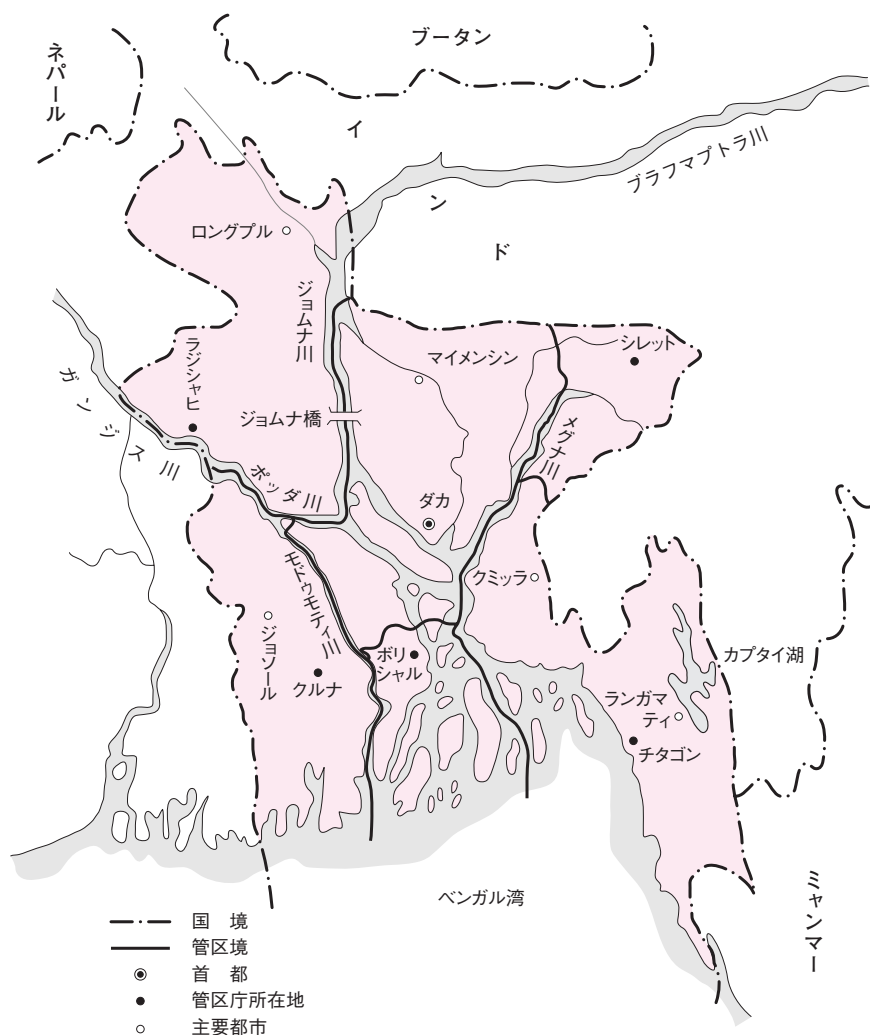 ネパール
ブータン
インド
ブラフマプトラ川
ロングプル
ジョムナ川
ラジシャヒ
マイメンシン
シレット
ガンジス川
ジョムナ橋
メグナ川
ポッダ川
ダカ
モドゥモティ川
クミッラ
ジョソール
クルナ
ボリ
シャル
カプタイ湖
ランガマ
ティ
チタゴン
ベンガル湾
ミャンマー
国 境
管区境
首 都
管区庁所在地
主要都市